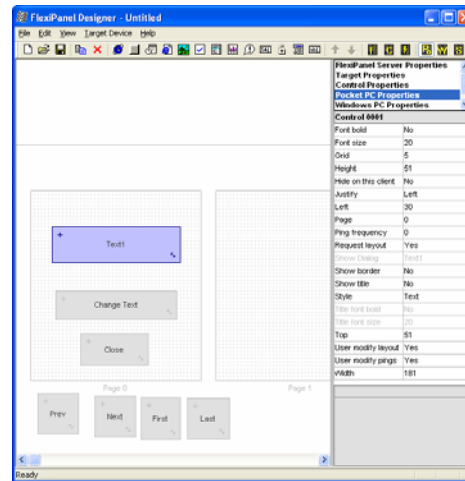 FlexiPanel Designer - Untitled
File Edit View Target Device Help
FlexiPanel Server Properties
Target Properties
Control Properties
Pocket PC Properties
Windows PC Properties
Control 0001
Font bold No
Font size 20
Grid 5
Height 51
Hide on this client No
Justify Left
Left 30
Page 0
Ping frequency 0
Request layout Yes
Show Dialog Text1
Show border No
Show title No
Style Text
Title font bold No
Title font size 20
Top 51
User modify layout Yes
User modify pings Yes
Width 181
Text1
Change Text
Close
Page 0
Page 1
Prev
Next
First
Last
Ready